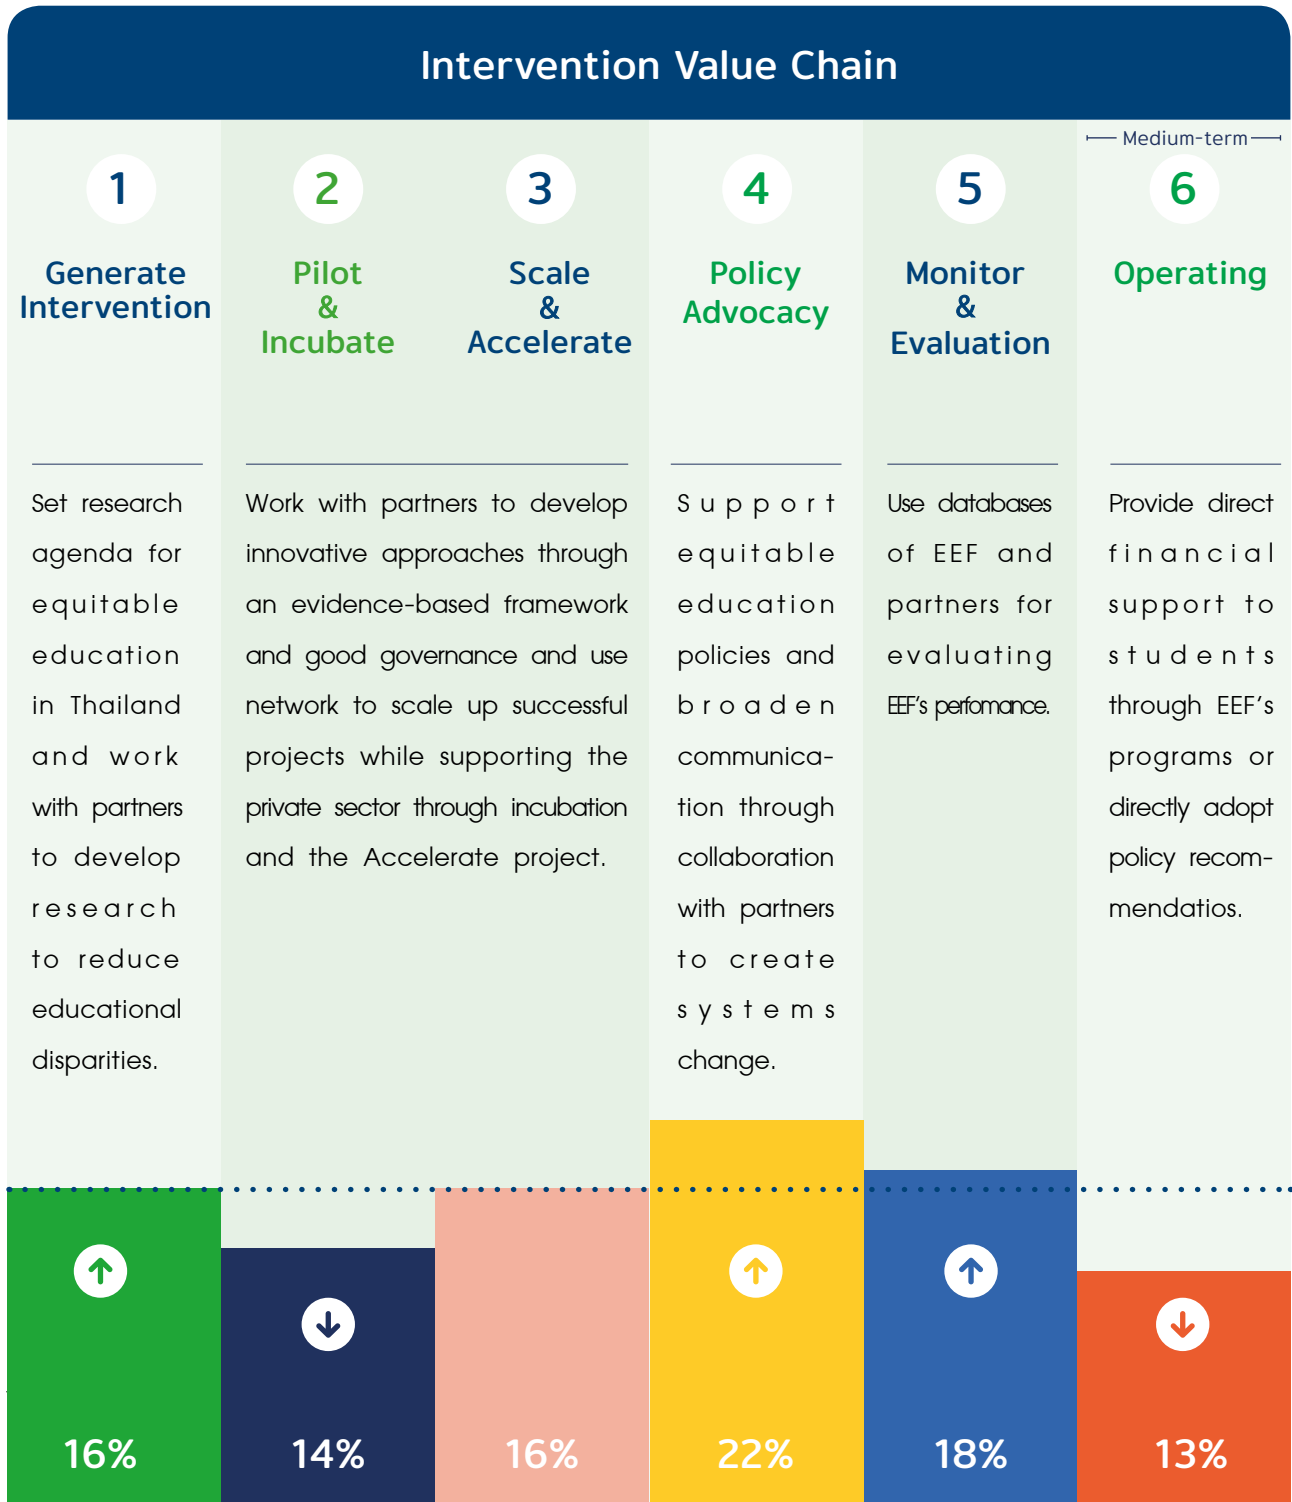 Intervention Value Chain
Medium-term
1
Generate
Intervention
Set research
agenda for
equitable
education
in Thailand
and work
with partners
to develop
research
to reduce
educational
disparities.
2
Pilot
&
Incubate
3
Scale
&
Accelerate
Work with partners to develop
innovative approaches through
an evidence-based framework
and good governance and use
network to scale up successful
projects while supporting the
private sector through incubation
and the Accelerate project.
4
Policy
Advocacy
Support
equitable
education
policies and
broaden
communica-
tion through
collaboration
with partners
to create
systems
change.
5
Monitor
&
Evaluation
Use databases
of EEF and
partners for
evaluating
EEF's perfomance.
6
Operating
Provide direct
financial
support to
students
through EEF's
programs or
directly adopt
policy recom-
mendatios.
16%
14%
16%
22%
18%
13%